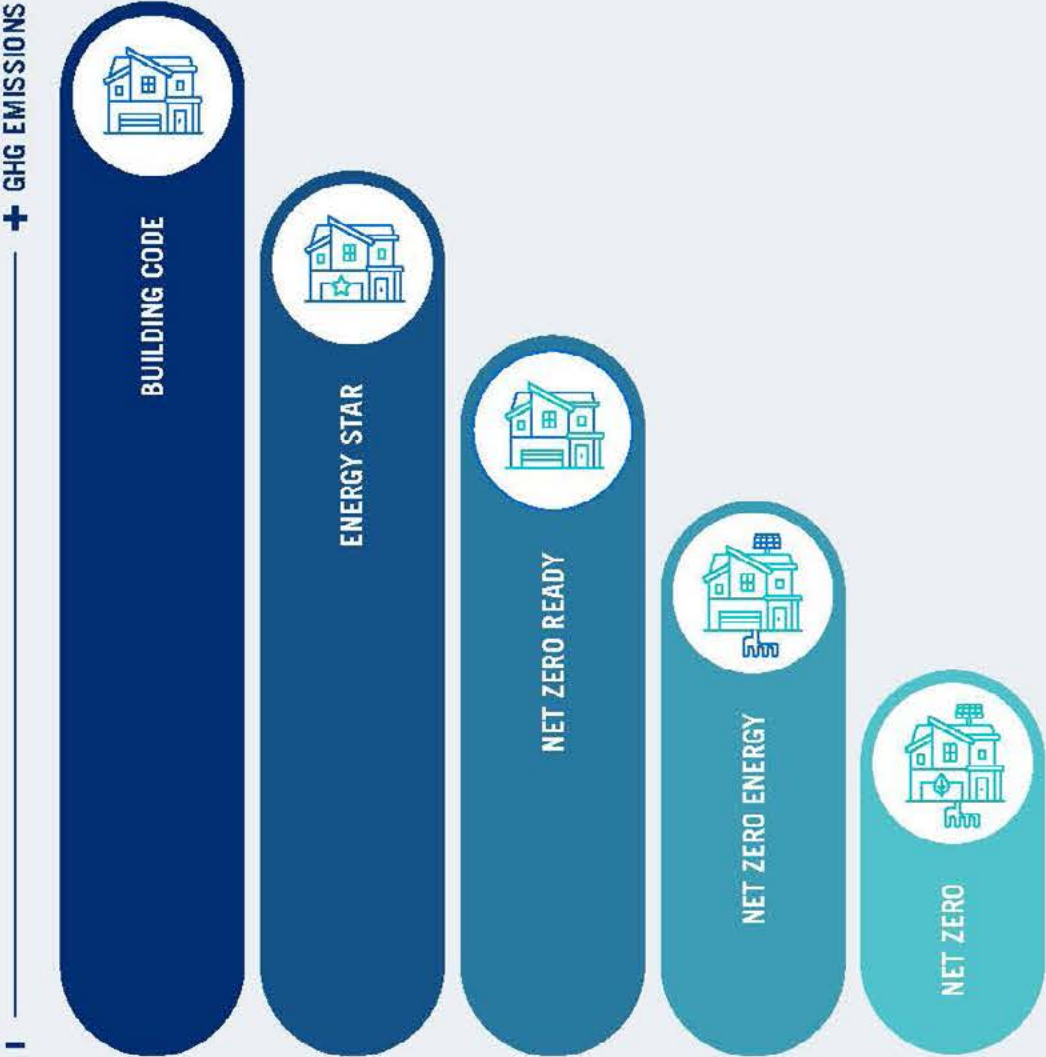 − + GHG EMISSIONS
BUILDING CODE
ENERGY STAR
NET ZERO READY
NET ZERO ENERGY
NET ZERO